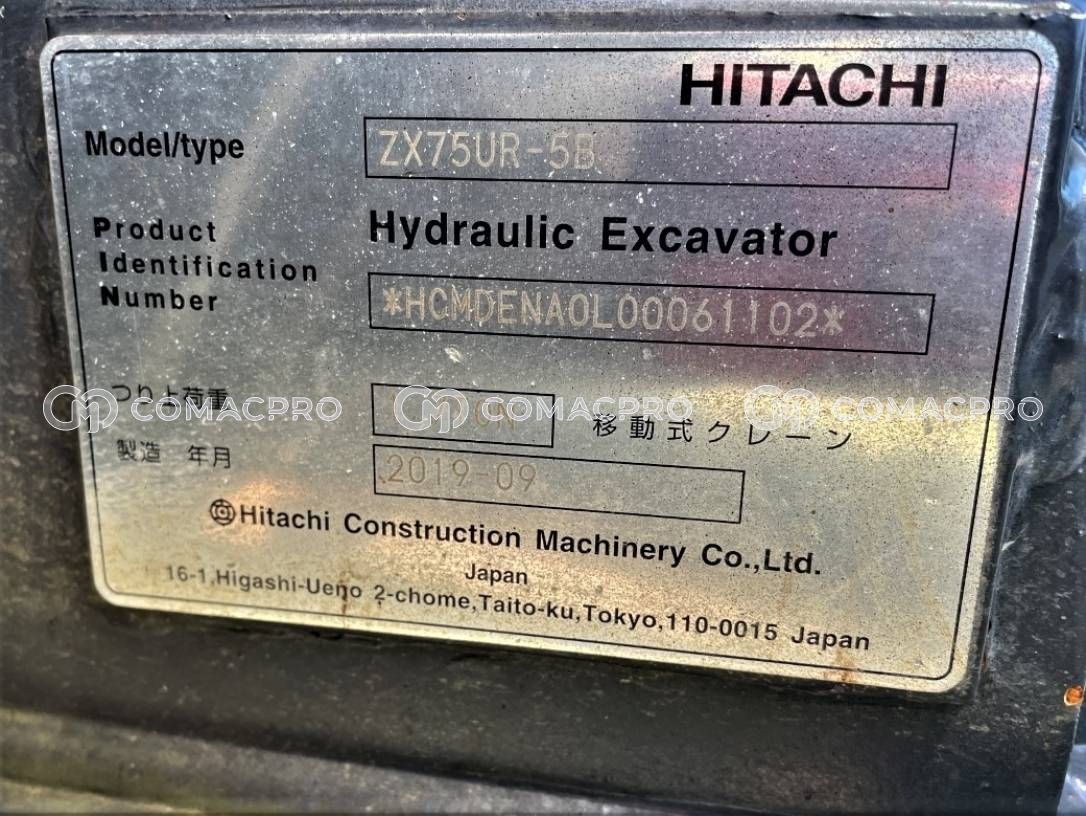 HITACHI
Model/type ZX75UR-5B
Hydraulic Excavator
Product
Identification
Number
*HCMDENA0L00061102*
つり上荷重
移動式クレーン
製造 年月 2019-09
Hitachi Construction Machinery Co.,Ltd.
Japan
16-1,Higashi-Ueno 2-chome,Taito-ku,Tokyo,110-0015 Japan
COMACPRO COMACPRO COMACPRO